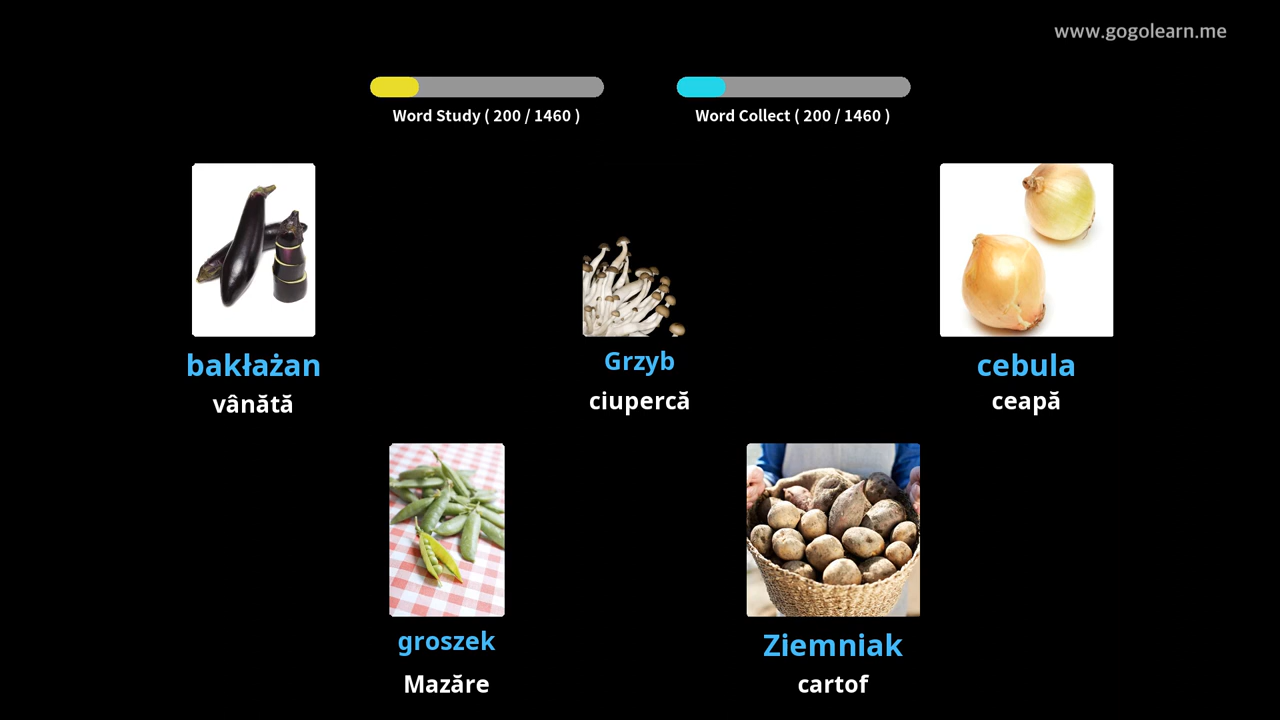 www.gogolearn.me
Word Study ( 200 / 1460 )
Word Collect ( 200 / 1460 )
bakłażan
vânătă
Grzyb
ciupercă
cebula
ceapă
groszek
Mazăre
Ziemniak
cartof